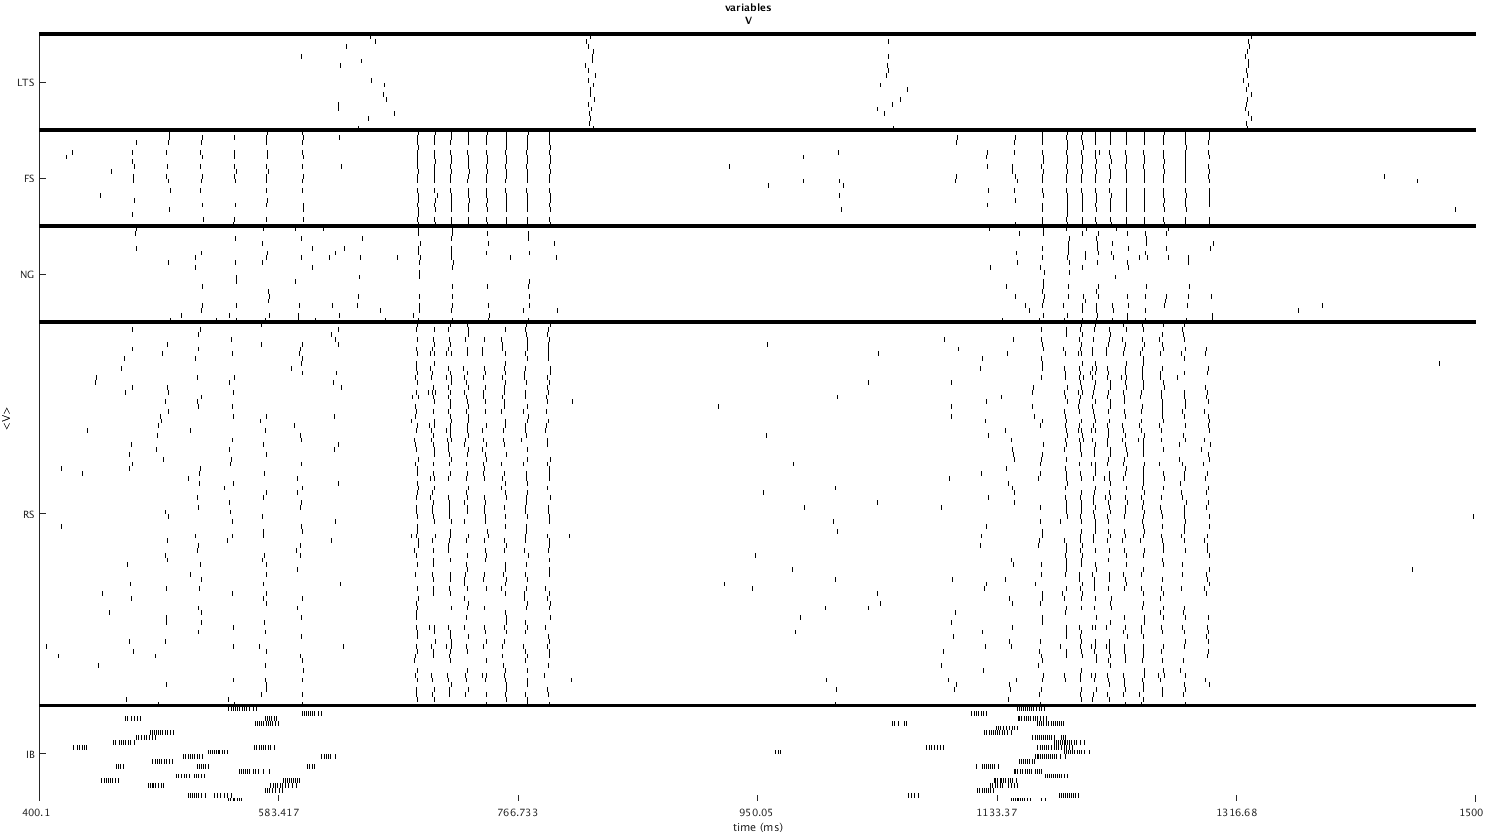 variables
V
LTS
FS
NG
RS
IB
<V>
400.1 583.417 766.733 950.05 1133.37 1316.68 1500
time (ms)